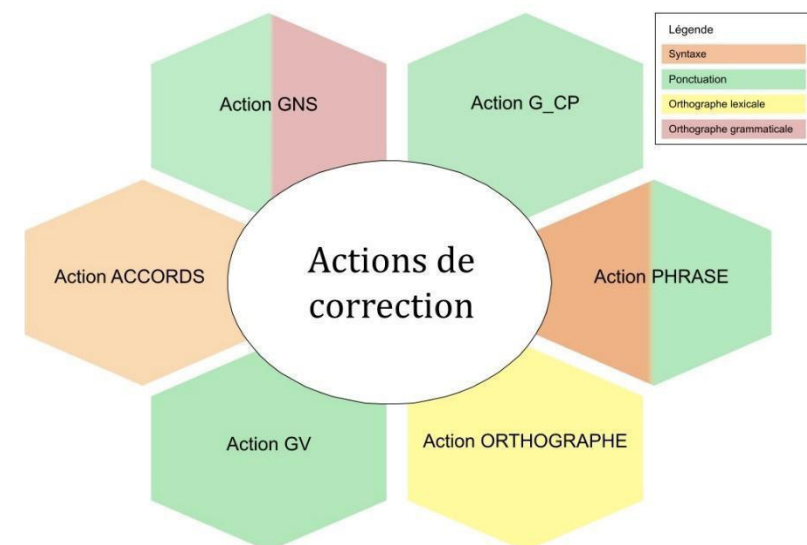 Légende
Syntaxe
Ponctuation
Orthographe lexicale
Orthographe grammaticale
Action GNS
Action G_CP
Action ACCORDS
Actions de
correction
Action PHRASE
Action GV
Action ORTHOGRAPHE